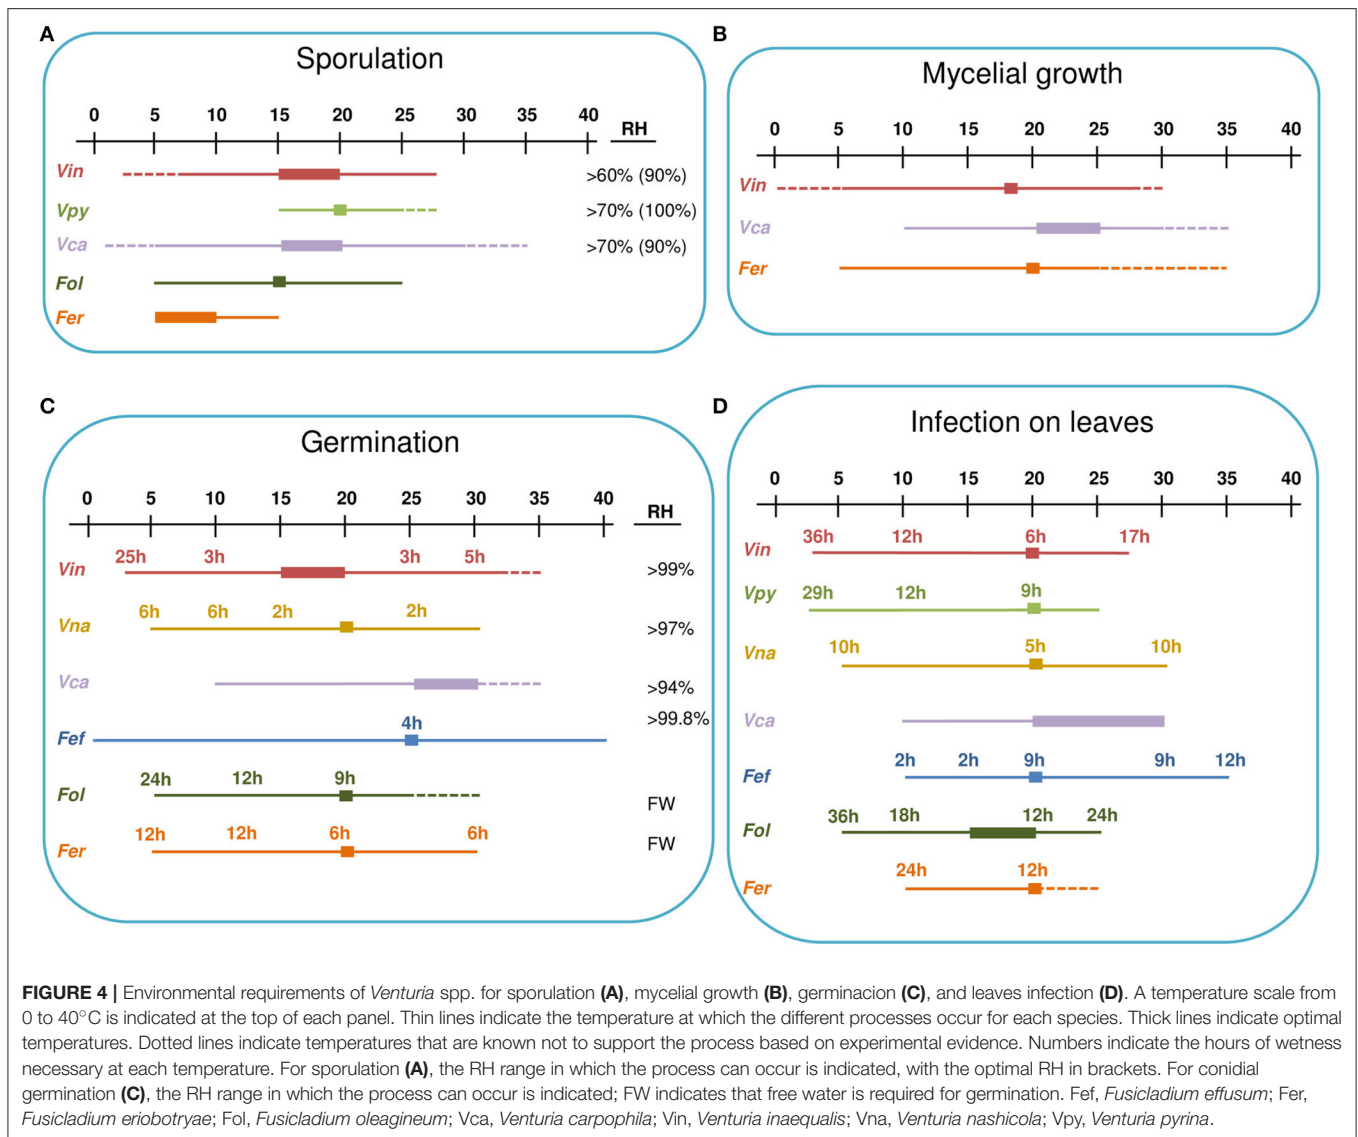 A
Sporulation
0 5 10 15 20 25 30 35 40
RH
Vin >60% (90%)
Vpy >70% (100%)
Vca >70% (90%)
Fol
Fer
B
Mycelial growth
0 5 10 15 20 25 30 35 40
Vin
Vca
Fer
C
Germination
0 5 10 15 20 25 30 35 40
RH
25h 3h 3h 5h
Vin >99%
6h 6h 2h 2h
Vna >97%
Vca >94%
4h >99.8%
Fef
24h 12h 9h
Fol FW
12h 12h 6h 6h
Fer FW
D
Infection on leaves
0 5 10 15 20 25 30 35 40
36h 12h 6h 17h
Vin
29h 12h 9h
Vpy
10h 5h 10h
Vna
Vca
2h 2h 9h 9h 12h
Fef
36h 18h 12h 24h
Fol
24h 12h
Fer
FIGURE 4 | Environmental requirements of Venturia spp. for sporulation (A), mycelial growth (B), germinacion (C), and leaves infection (D). A temperature scale from
0 to 40°C is indicated at the top of each panel. Thin lines indicate the temperature at which the different processes occur for each species. Thick lines indicate optimal
temperatures. Dotted lines indicate temperatures that are known not to support the process based on experimental evidence. Numbers indicate the hours of wetness
necessary at each temperature. For sporulation (A), the RH range in which the process can occur is indicated, with the optimal RH in brackets. For conidial
germination (C), the RH range in which the process can occur is indicated; FW indicates that free water is required for germination. Fef, Fusicladium effusum; Fer,
Fusicladium eriobotryae; Fol, Fusicladium oleagineum; Vca, Venturia carpophila; Vin, Venturia inaequalis; Vna, Venturia nashicola; Vpy, Venturia pyrina.